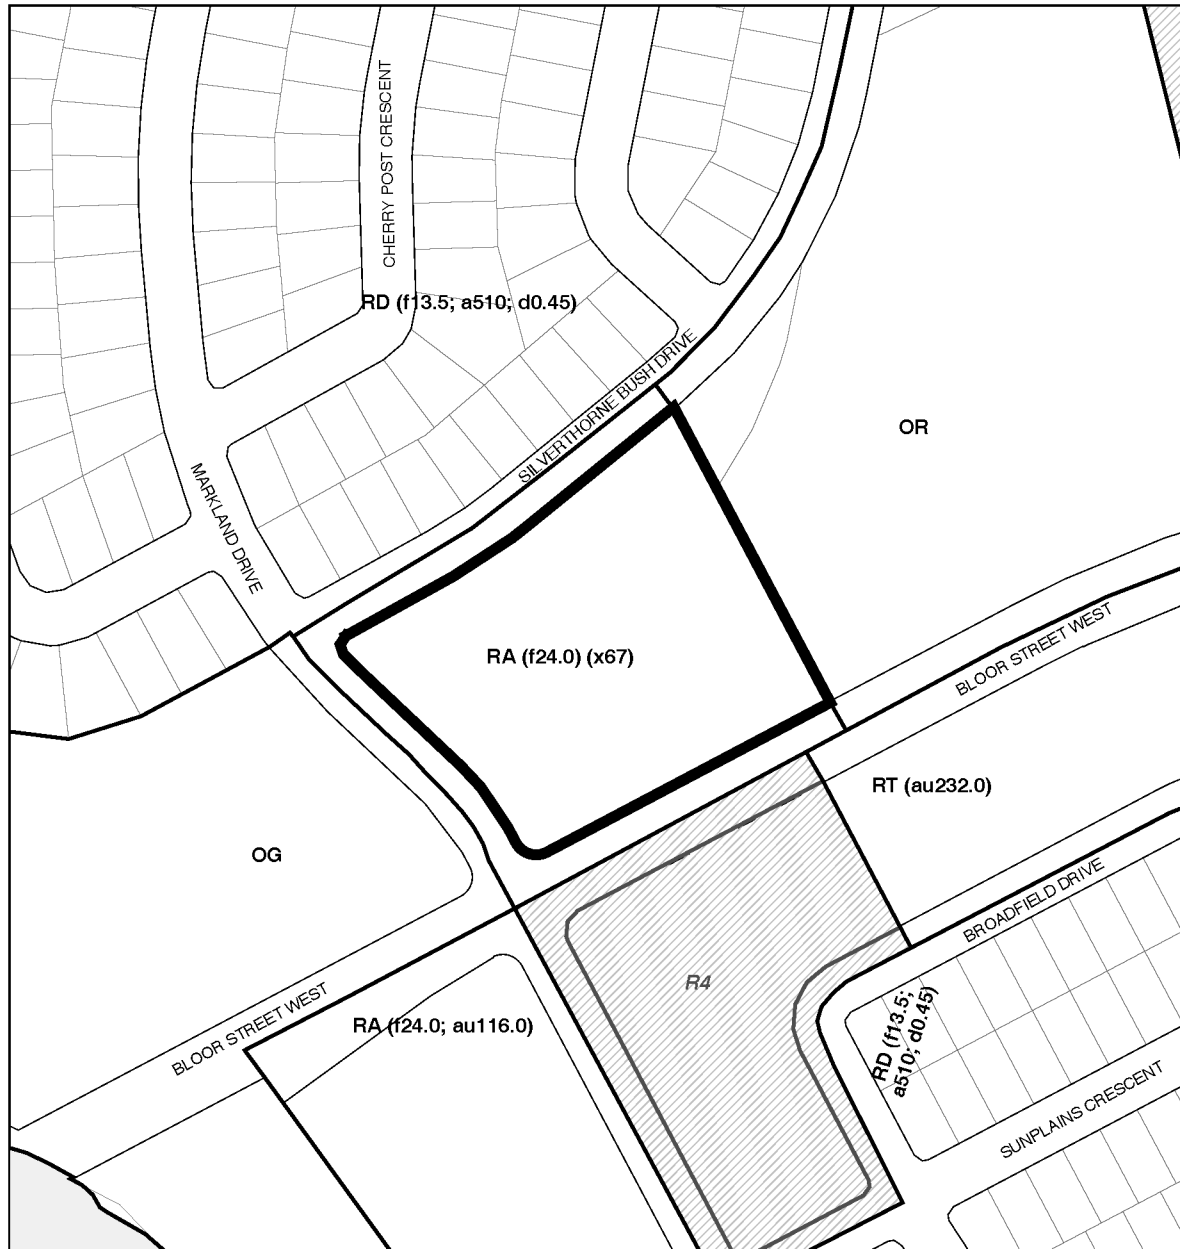 CHERRY POST CRESCENT
RD (f13.5; a510; d0.45)
SILVERTHORNE BUSH DRIVE
OR
MARKLAND DRIVE
RA (f24.0) (x67)
BLOOR STREET WEST
RT (au232.0)
OG
BROADFIELD DRIVE
R4
RD (f13.5;
a510; d0.45)
BLOOR STREET WEST
RA (f24.0; au116.0)
SUNPLAINS CRESCENT